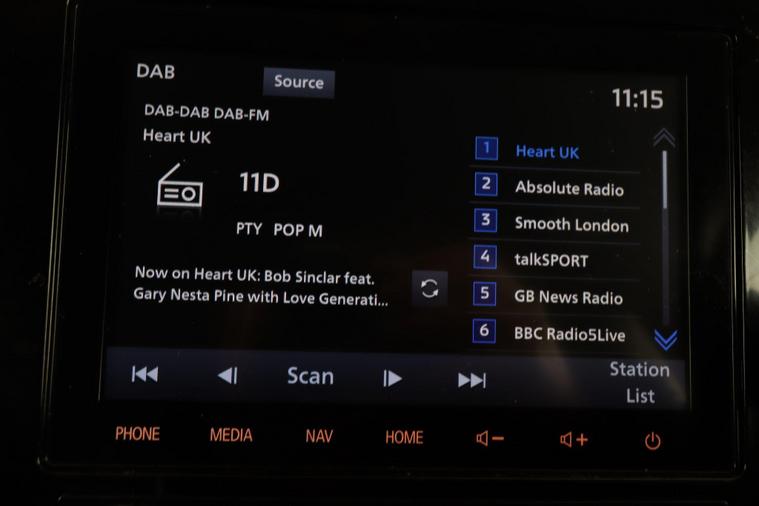 DAB
Source
11:15
DAB-DAB DAB-FM
Heart UK
11D
PTY POP M
Now on Heart UK: Bob Sinclar feat.
Gary Nesta Pine with Love Generati...
1 Heart UK
2 Absolute Radio
3 Smooth London
4 talkSPORT
5 GB News Radio
6 BBC Radio5Live
Scan
Station
List
PHONE MEDIA NAV HOME